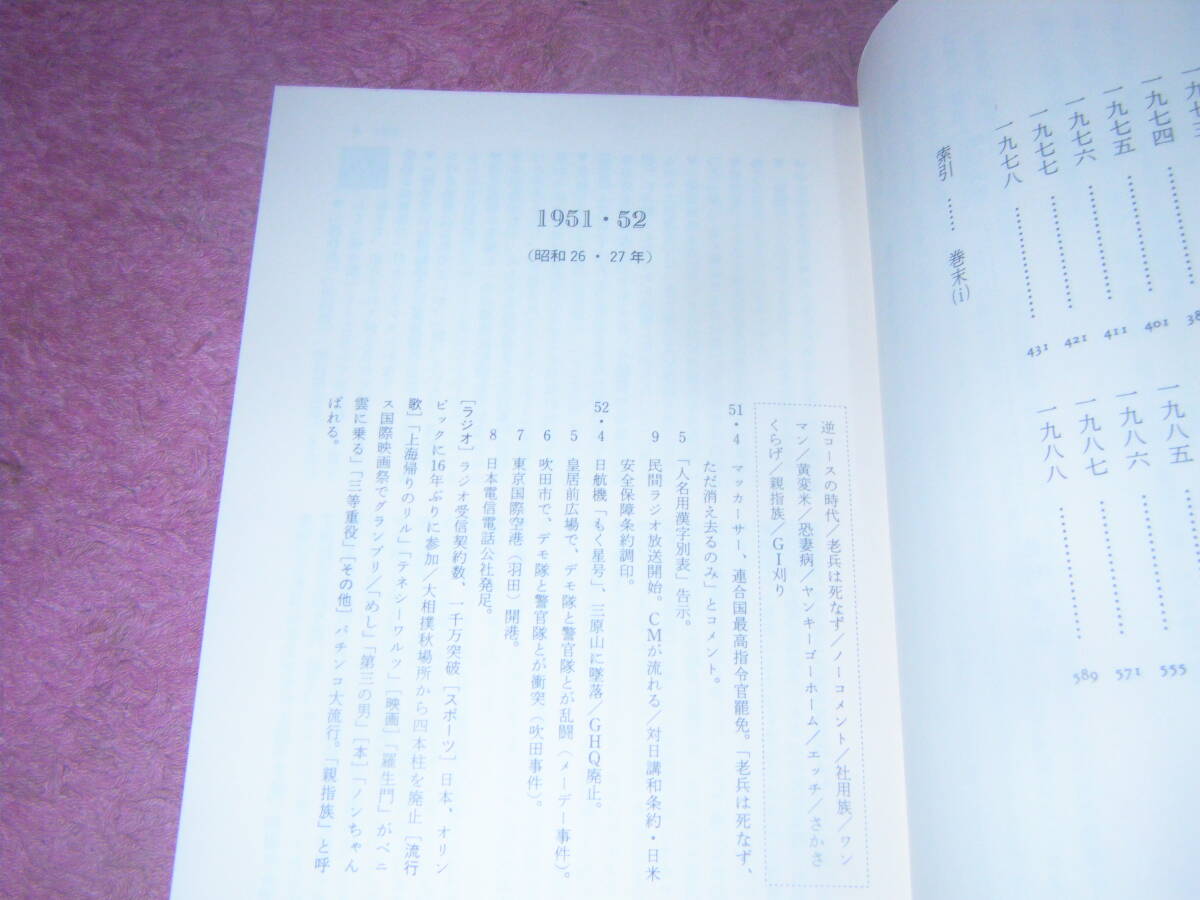 一九七四 ……………… 38
一九七五 ……………… 401
一九七六 ……………… 411
一九七七 ……………… 421
一九七八 ……………… 431
索引 …… 巻末(i)
一九八五 ………………
一九八六 ……………… 555
一九八七 ……………… 571
一九八八 ……………… 589
1951・52
(昭和26・27年)
逆コースの時代/老兵は死なず/ノーコメント/社用族/ワン
マン/黄変米/恐妻病/ヤンキーゴーホーム/エッチ/さかさ
くらげ/親指族/GI刈り
51・4 マッカーサー、連合国最高指令官罷免。「老兵は死なず、
ただ消え去るのみ」とコメント。
5 「人名用漢字別表」告示。
9 民間ラジオ放送開始。CMが流れる/対日講和条約・日米
安全保障条約調印。
52・4 日航機「もく星号」、三原山に墜落/GHQ廃止。
5 皇居前広場で、デモ隊と警官隊とが乱闘(メーデー事件)。
6 吹田市で、デモ隊と警官隊とが衝突(吹田事件)。
7 東京国際空港(羽田)開港。
8 日本電信電話公社発足。
[ラジオ]ラジオ受信契約数、一千万突破[スポーツ]日本、オリン
ピックに16年ぶりに参加/大相撲秋場所から四本柱を廃止[流行
歌]「上海帰りのリル」「テネシーワルツ」[映画]「羅生門」がベニ
ス国際映画祭でグランプリ/「めし」「第三の男」[本]「ノンちゃん
雲に乗る」「三等重役」[その他]パチンコ大流行。「親指族」と呼
ばれる。